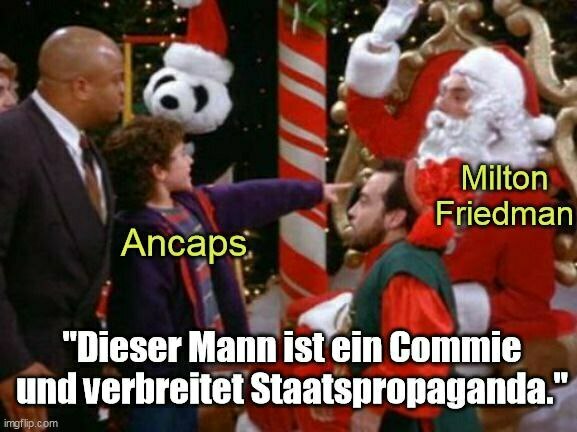 Milton
Friedman
Ancaps
"Dieser Mann ist ein Commie
und verbreitet Staatspropaganda."
imgflip.com